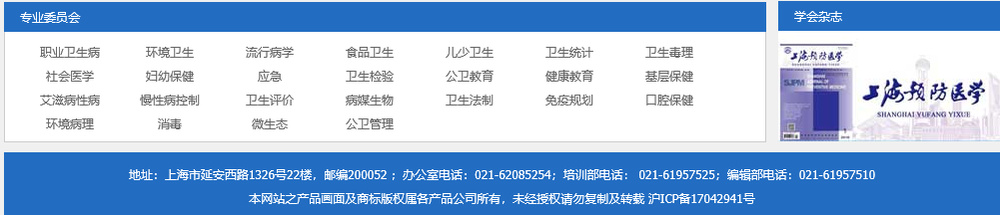 专业委员会
学会杂志
职业卫生病 环境卫生 流行病学 食品卫生 儿少卫生 卫生统计 卫生毒理
社会医学 妇幼保健 应急 卫生检验 公卫教育 健康教育 基层保健
艾滋病性病 慢性病控制 卫生评价 病媒生物 卫生法制 免疫规划 口腔保健
环境病理 消毒 微生态 公卫管理
上海预防医学
SHANGHAI YUFANG YIXUE
上海预防医学
SHANGHAI YUFANG YIXUE
地址：上海市延安西路1326号22楼，邮编200052 ；办公室电话：021-62085254；培训部电话： 021-61957525；编辑部电话：021-61957510
本网站之产品画面及商标版权属各产品公司所有，未经授权请勿复制及转载 沪ICP备17042941号